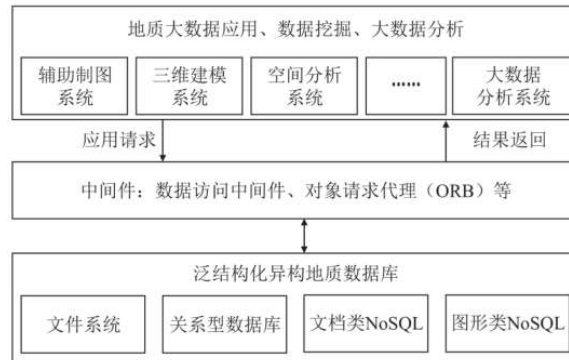 地质大数据应用、数据挖掘、大数据分析
辅助制图
系统
三维建模
系统
空间分析
系统
......
大数据
分析系统
应用请求
结果返回
中间件：数据访问中间件、对象请求代理（ORB）等
泛结构化异构地质数据库
文件系统
关系型数据库
文档类NoSQL
图形类NoSQL